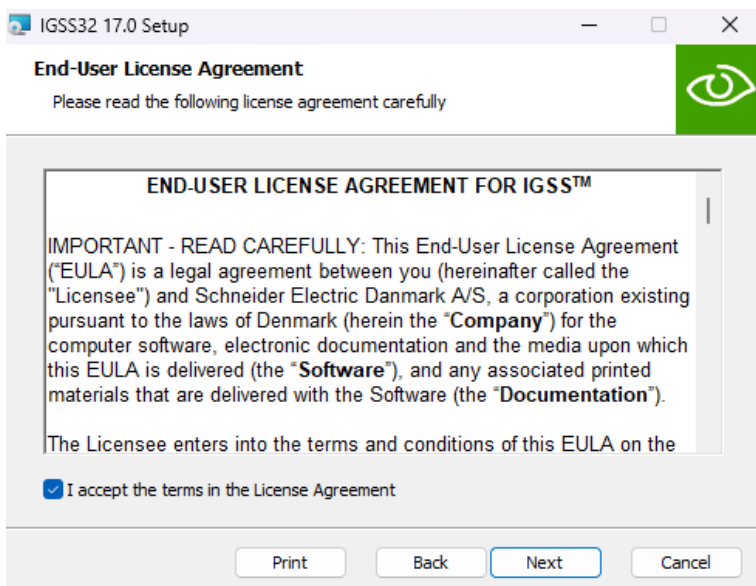 IGSS32 17.0 Setup
End-User License Agreement
Please read the following license agreement carefully
END-USER LICENSE AGREEMENT FOR IGSS™
IMPORTANT - READ CAREFULLY: This End-User License Agreement
(“EULA”) is a legal agreement between you (hereinafter called the
"Licensee") and Schneider Electric Danmark A/S, a corporation existing
pursuant to the laws of Denmark (herein the “Company”) for the
computer software, electronic documentation and the media upon which
this EULA is delivered (the “Software”), and any associated printed
materials that are delivered with the Software (the “Documentation”).
The Licensee enters into the terms and conditions of this EULA on the
I accept the terms in the License Agreement
Print Back Next Cancel